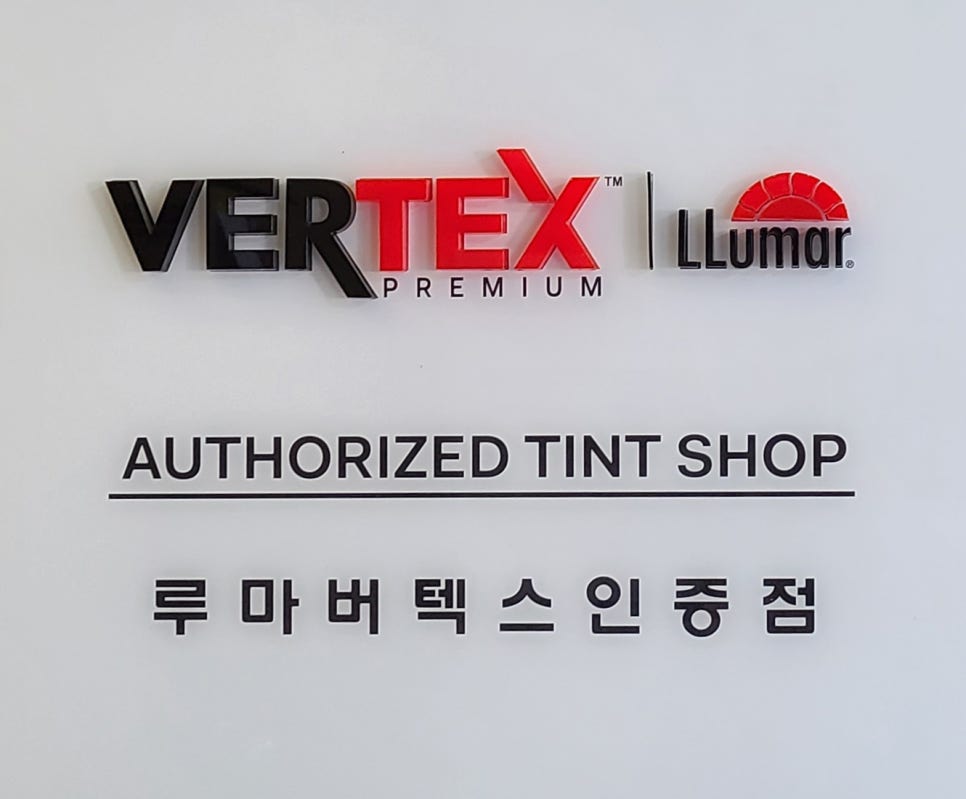 VERTEX™ | LLumar®
PREMIUM
AUTHORIZED TINT SHOP
루마버텍스인증점